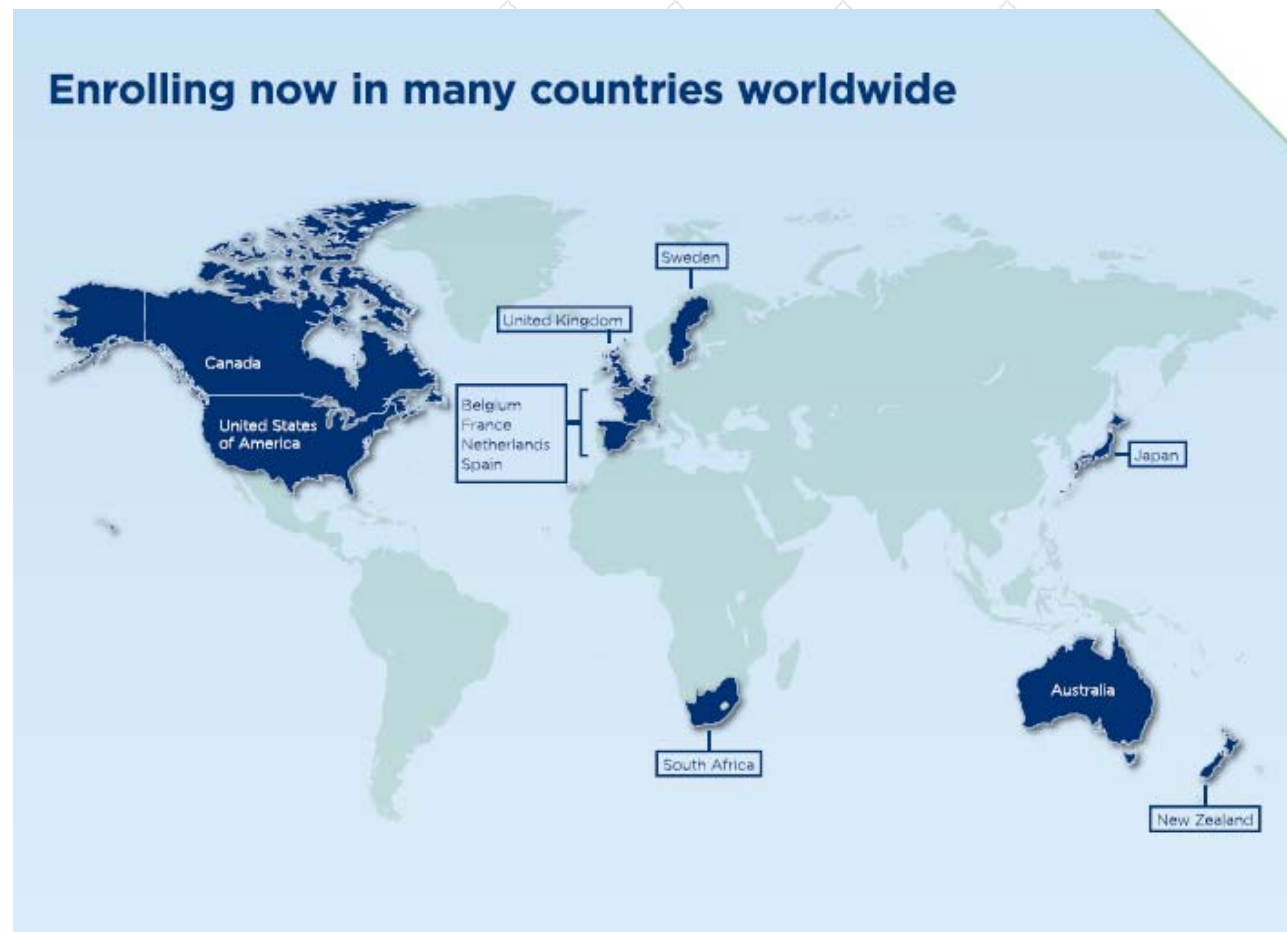 Enrolling now in many countries worldwide
Sweden
United Kingdom
Canada
Belgium
France
Netherlands
Spain
United States
of America
Japan
Australia
South Africa
New Zealand